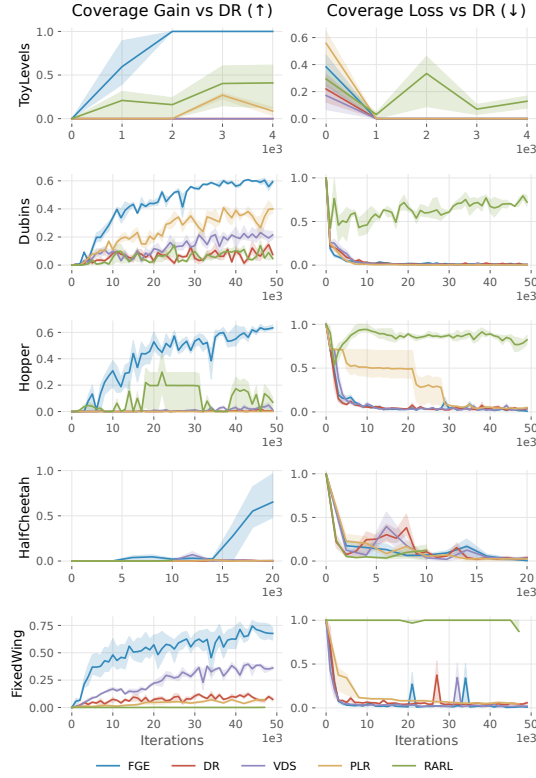 Coverage Gain vs DR (↑) Coverage Loss vs DR (↓)
ToyLevels
1.0
0.5
0.0
0 1 2 3 4
1e3
0.6
0.4
0.2
0.0
0 1 2 3 4
1e3
Dubins
0.6
0.4
0.2
0.0
0 10 20 30 40 50
1e3
1.0
0.5
0.0
0 10 20 30 40 50
1e3
Hopper
0.6
0.4
0.2
0.0
0 10 20 30 40 50
1e3
1.0
0.5
0.0
0 10 20 30 40 50
1e3
HalfCheetah
1.0
0.5
0.0
0 5 10 15 20
1e3
1.0
0.5
0.0
0 5 10 15 20
1e3
FixedWing
0.75
0.50
0.25
0.00
0 10 20 30 40 50
1e3
Iterations
1.0
0.5
0.0
0 10 20 30 40 50
1e3
Iterations
FGE DR VDS PLR RARL